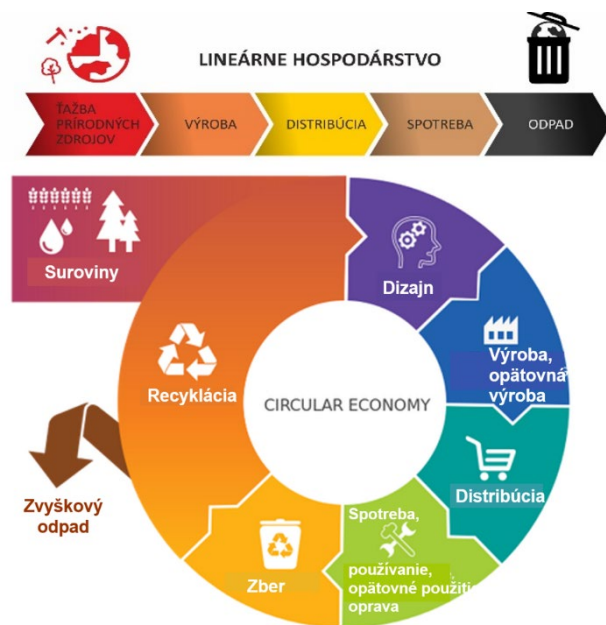 LINEÁRNE HOSPODÁRSTVO
ŤAŽBA
PRÍRODNÝCH
ZDROJOV
VÝROBA
DISTRIBÚCIA
SPOTREBA
ODPAD
Suroviny
Dizajn
Výroba,
opätovná
výroba
Recyklácia
CIRCULAR ECONOMY
Distribúcia
Zvyškový
odpad
Zber
Spotreba,
používanie,
opätovné použitie
oprava